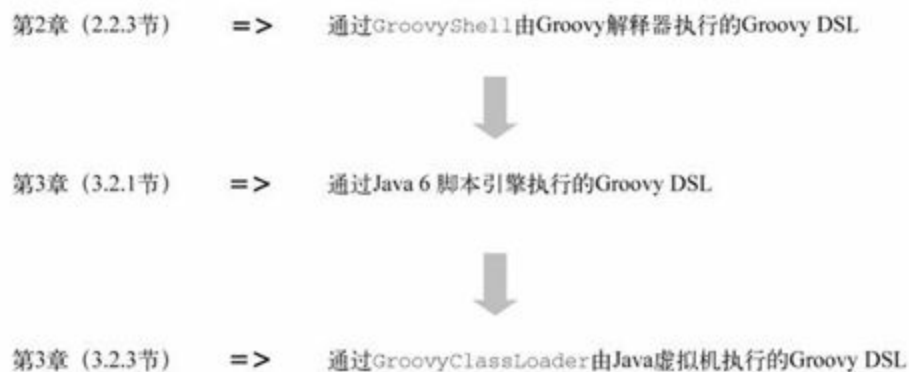 第2章（2.2.3节） => 通过GroovyShell由Groovy解释器执行的Groovy DSL
第3章（3.2.1节） => 通过Java 6 脚本引擎执行的Groovy DSL
第3章（3.2.3节） => 通过GroovyClassLoader由Java虚拟机执行的Groovy DSL